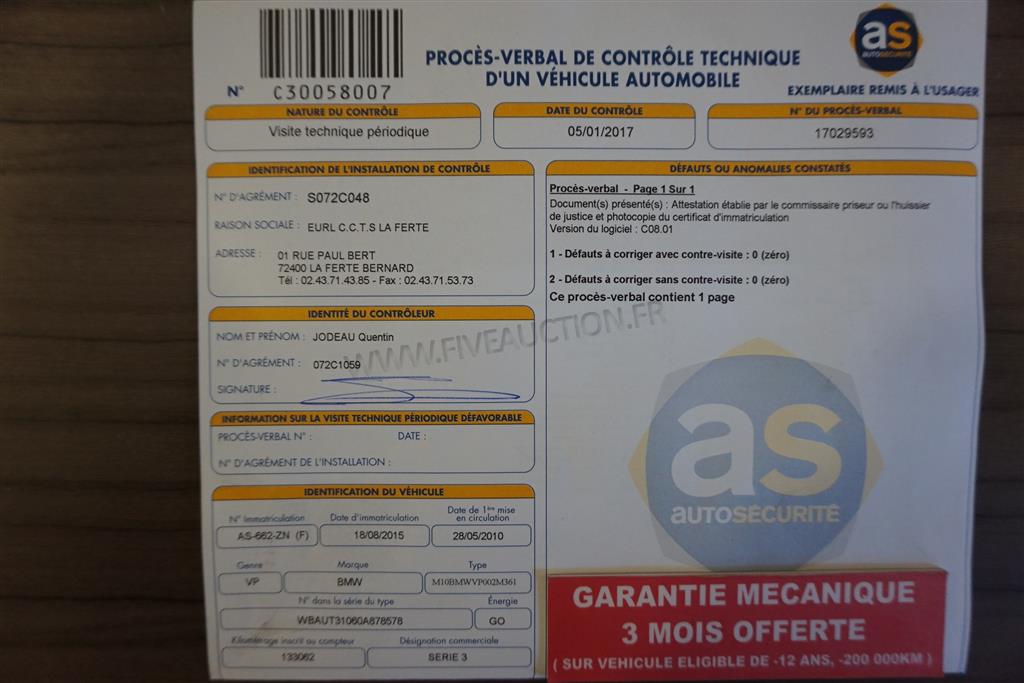 PROCÈS-VERBAL DE CONTRÔLE TECHNIQUE
D'UN VÉHICULE AUTOMOBILE
as
AUTOSÉCURITÉ
N° C30058007
EXEMPLAIRE REMIS À L'USAGER
NATURE DU CONTRÔLE
Visite technique périodique
DATE DU CONTRÔLE
05/01/2017
N° DU PROCÈS-VERBAL
17029593
IDENTIFICATION DE L'INSTALLATION DE CONTRÔLE
N° D'AGRÉMENT : S072C048
RAISON SOCIALE : EURL C.C.T.S LA FERTE
ADRESSE : 01 RUE PAUL BERT
72400 LA FERTE BERNARD
Tél : 02.43.71.43.85 - Fax : 02.43.71.53.73
IDENTITÉ DU CONTRÔLEUR
NOM ET PRÉNOM : JODEAU Quentin
N° D'AGRÉMENT : 072C1059
SIGNATURE :
INFORMATION SUR LA VISITE TECHNIQUE PÉRIODIQUE DÉFAVORABLE
PROCÈS-VERBAL N° : DATE :
N° D'AGRÉMENT DE L'INSTALLATION :
IDENTIFICATION DU VÉHICULE
N° Immatriculation
Date d'immatriculation
Date de 1ère mise
en circulation
AS-662-ZN (F)
18/08/2015
28/05/2010
Genre
Marque
Type
VP
BMW
M10BMWVP002M361
N° dans la série du type
Énergie
WBAUT31060A878578
GO
Kilométrage inscrit au compteur
Désignation commerciale
133062
SERIE 3
DÉFAUTS OU ANOMALIES CONSTATÉS
Procès-verbal - Page 1 Sur 1
Document(s) présenté(s) : Attestation établie par le commissaire priseur ou l'huissier
de justice et photocopie du certificat d'immatriculation
Version du logiciel : C08.01
1 - Défauts à corriger avec contre-visite : 0 (zéro)
2 - Défauts à corriger sans contre-visite : 0 (zéro)
Ce procès-verbal contient 1 page
WWW.FIVEAUCTION.FR
as
AUTOSÉCURITÉ
GARANTIE MECANIQUE
3 MOIS OFFERTE
( SUR VEHICULE ELIGIBLE DE -12 ANS, -200 000KM )